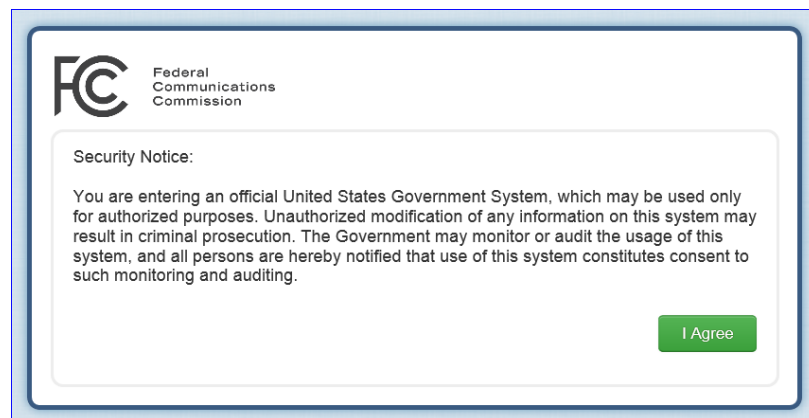 FCC
Federal
Communications
Commission
Security Notice:
You are entering an official United States Government System, which may be used only
for authorized purposes. Unauthorized modification of any information on this system may
result in criminal prosecution. The Government may monitor or audit the usage of this
system, and all persons are hereby notified that use of this system constitutes consent to
such monitoring and auditing.
I Agree